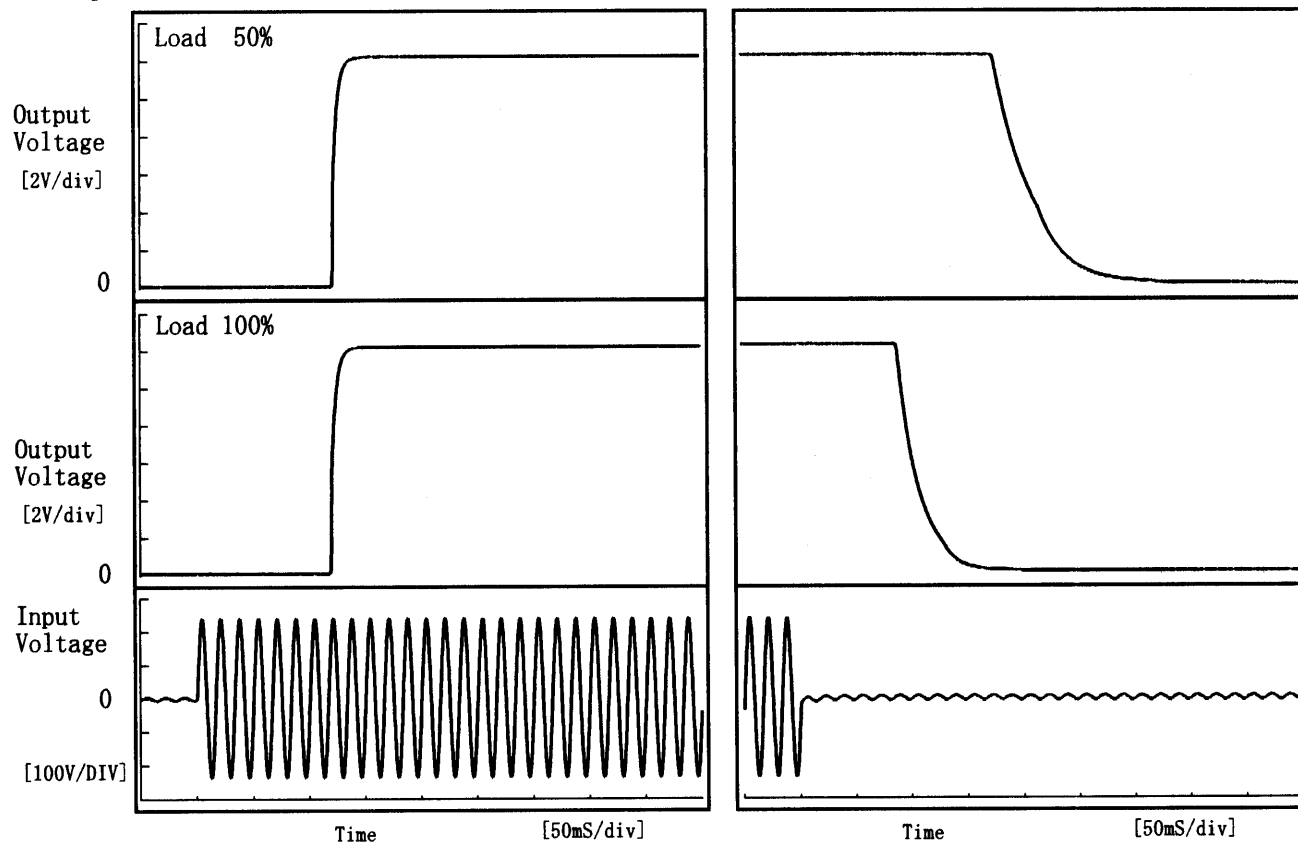 Load 50%
Output
Voltage
[2V/div]
0
Load 100%
Output
Voltage
[2V/div]
0
Input
Voltage
0
[100V/DIV]
Time [50mS/div]
Time [50mS/div]